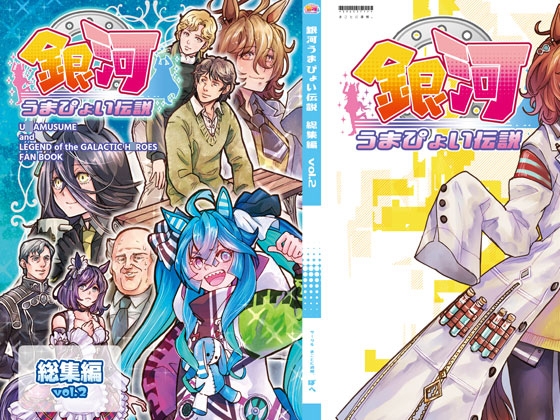 銀河
うまぴょい伝説
U AMUSUME
and
LEGEND of the GALACTIC H ROES
FAN BOOK
総集編
vol.2
銀河うまぴょい伝説 総集編 vol.2
ぱへ
銀河
うまぴょい伝説